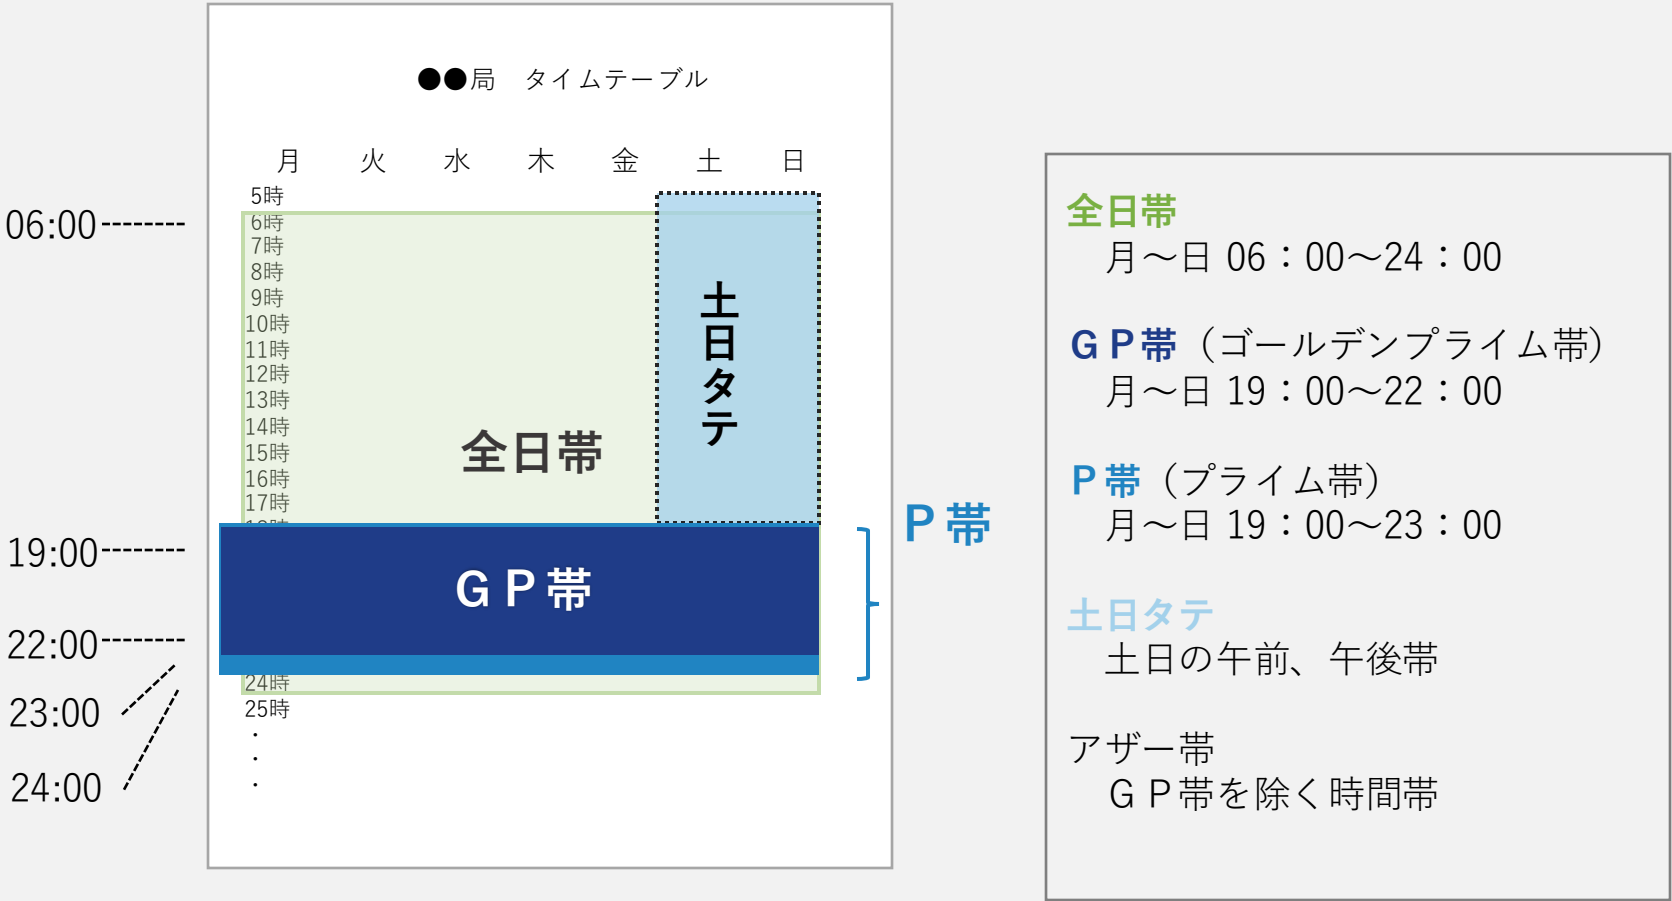 ●●局　タイムテーブル
月 火 水 木 金 土 日
5時
6時
7時
8時
9時
10時
11時
12時
13時
14時
15時
16時
17時
24時
25時
・
・
・
06:00
19:00
22:00
23:00
24:00
全日帯
土日タテ
ＧＰ帯
Ｐ帯
全日帯
月～日 06：00～24：00
ＧＰ帯（ゴールデンプライム帯）
月～日 19：00～22：00
Ｐ帯（プライム帯）
月～日 19：00～23：00
土日タテ
土日の午前、午後帯
アザー帯
ＧＰ帯を除く時間帯